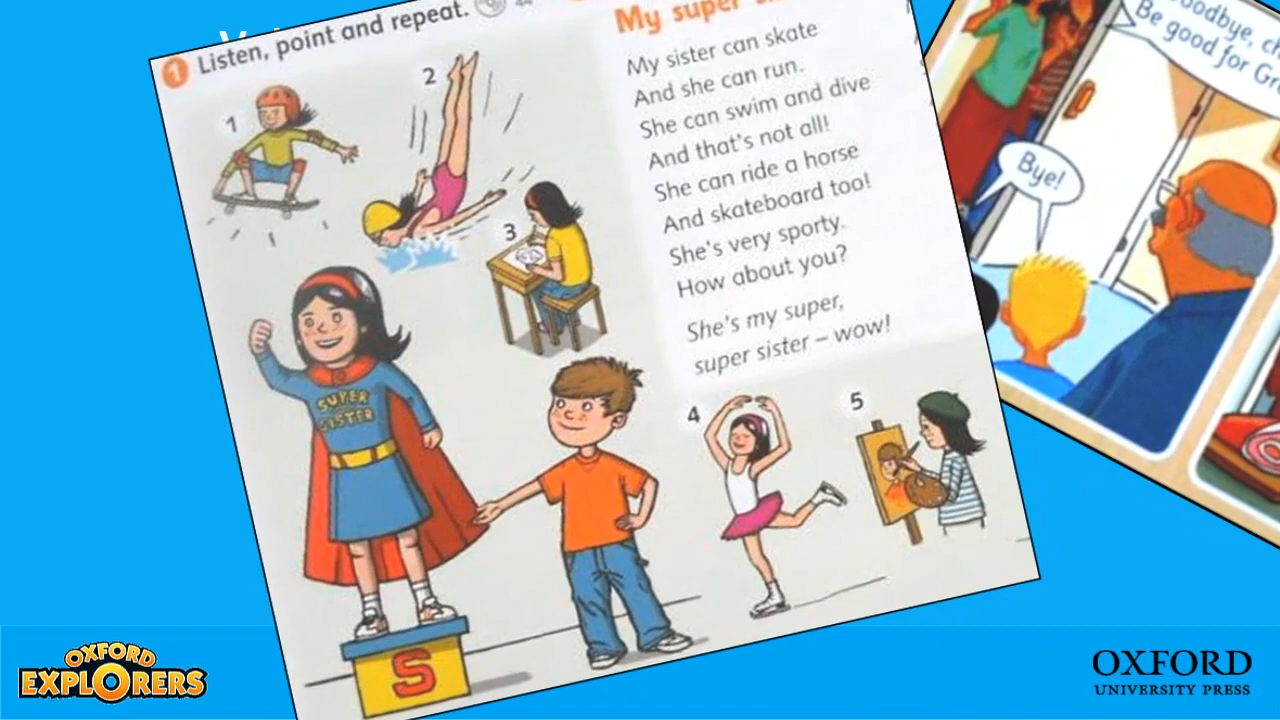 1 Listen, point and repeat.
1
2
3
4
5
SUPER
SISTER
S
My super
My sister can skate
And she can run.
She can swim and dive
And that's not all!
She can ride a horse
And skateboard too!
She's very sporty.
How about you?
She's my super,
super sister – wow!
Be good for
Bye!
OXFORD
EXPLORERS
OXFORD
UNIVERSITY PRESS